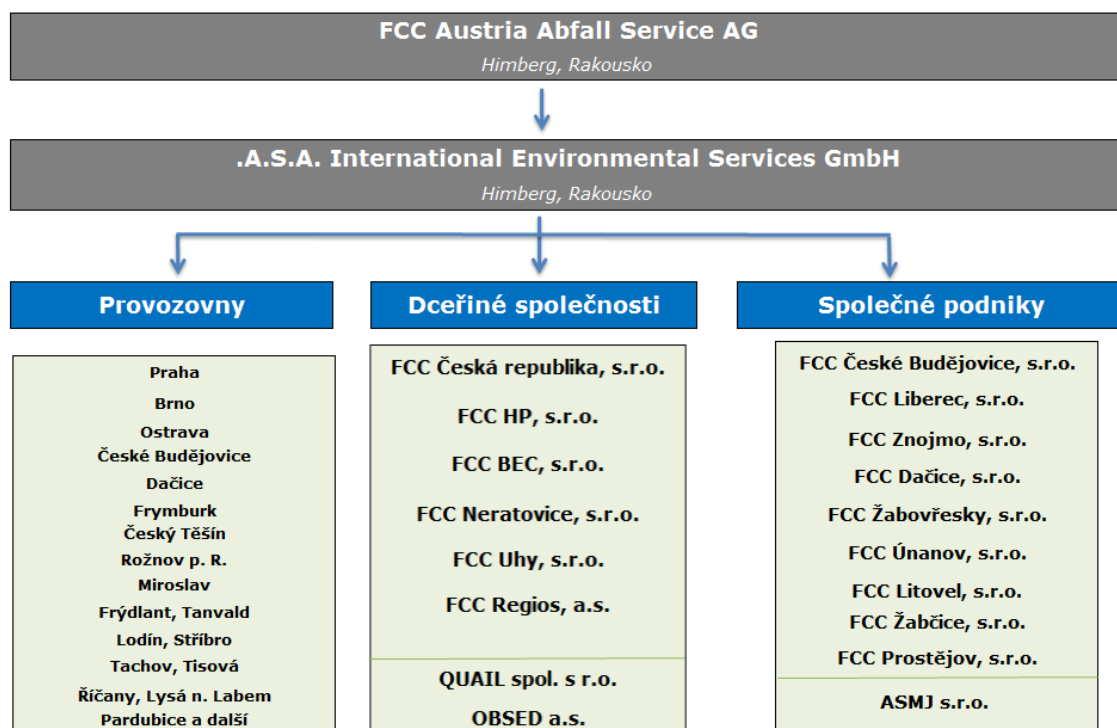 FCC Austria Abfall Service AG
Himberg, Rakousko
.A.S.A. International Environmental Services GmbH
Himberg, Rakousko
Provozovny
Praha
Brno
Ostrava
České Budějovice
Dačice
Frymburk
Český Těšín
Rožnov p. R.
Miroslav
Frýdlant, Tanvald
Lodín, Stříbro
Tachov, Tisová
Říčany, Lysá n. Labem
Pardubice a další
Dceřiné společnosti
FCC Česká republika, s.r.o.
FCC HP, s.r.o.
FCC BEC, s.r.o.
FCC Neratovice, s.r.o.
FCC Uhy, s.r.o.
FCC Regios, a.s.
QUAIL spol. s r.o.
OBSED a.s.
Společné podniky
FCC České Budějovice, s.r.o.
FCC Liberec, s.r.o.
FCC Znojmo, s.r.o.
FCC Dačice, s.r.o.
FCC Žabovřesky, s.r.o.
FCC Únanov, s.r.o.
FCC Litovel, s.r.o.
FCC Žabčice, s.r.o.
FCC Prostějov, s.r.o.
ASMJ s.r.o.